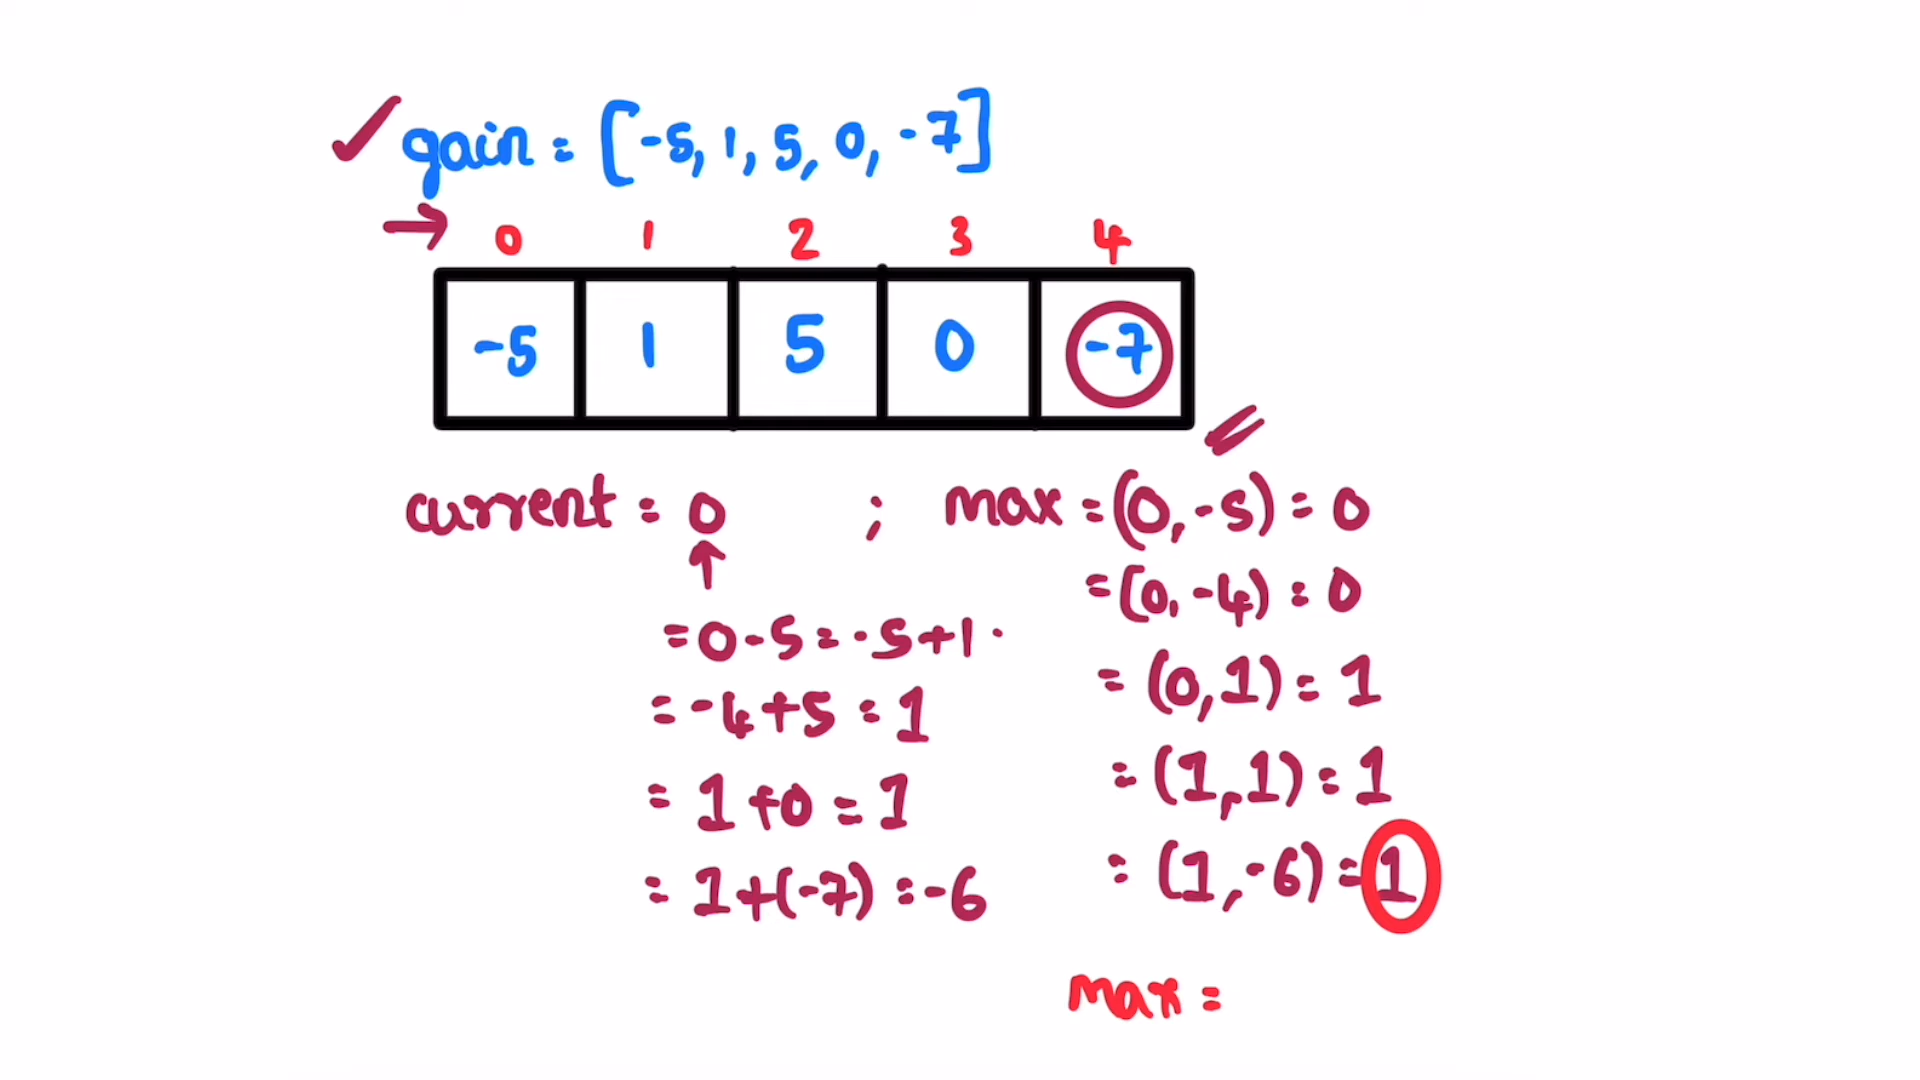 gain = [-5, 1, 5, 0, -7]
0 1 2 3 4
-5 1 5 0 -7
current = 0 ; max = (0, -5) = 0
= (0, -4) = 0
= 0 - 5 = -5 + 1 -
= (0, 1) = 1
= -4 + 5 = 1
= (1, 1) = 1
= 1 + 0 = 1
= (1, -6) = 1
= 1 + (-7) = -6
max =